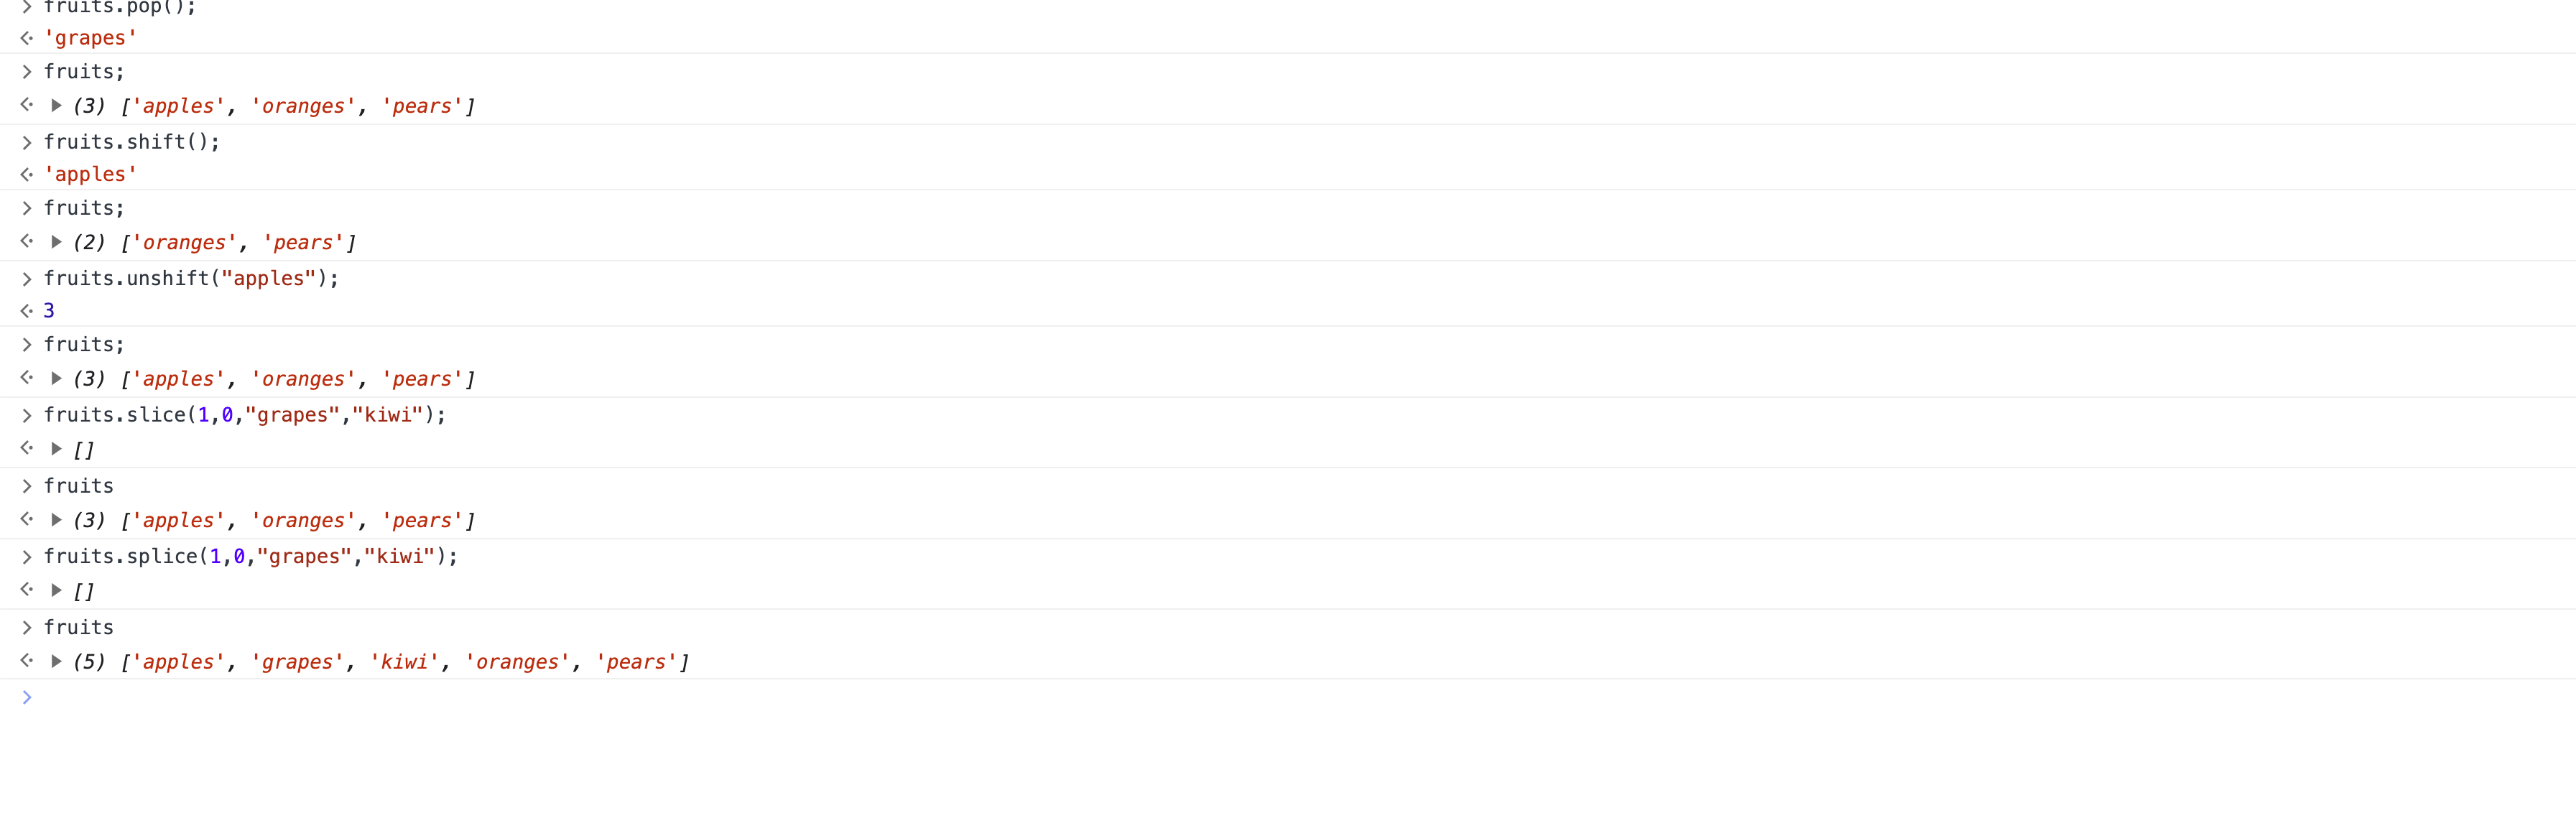 fruits.pop();
'grapes'
fruits;
(3) ['apples', 'oranges', 'pears']
fruits.shift();
'apples'
fruits;
(2) ['oranges', 'pears']
fruits.unshift("apples");
3
fruits;
(3) ['apples', 'oranges', 'pears']
fruits.slice(1,0,"grapes","kiwi");
[]
fruits
(3) ['apples', 'oranges', 'pears']
fruits.splice(1,0,"grapes","kiwi");
[]
fruits
(5) ['apples', 'grapes', 'kiwi', 'oranges', 'pears']